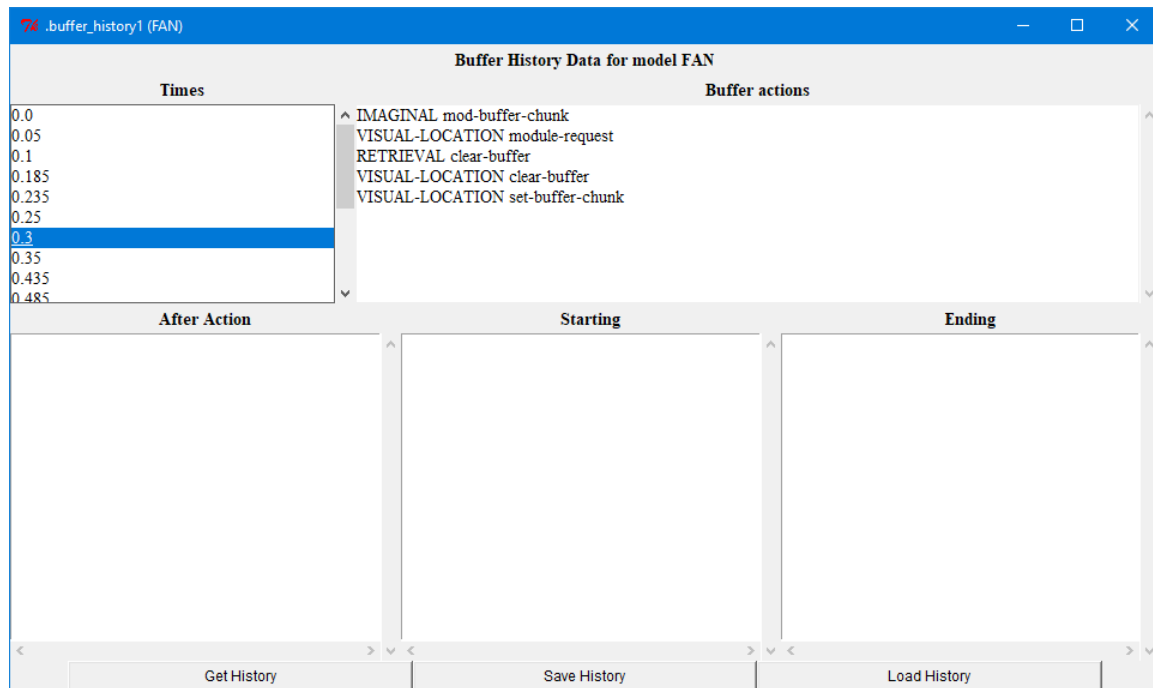 .buffer_history1 (FAN)
Buffer History Data for model FAN
Times
Buffer actions
0.0
0.05
0.1
0.185
0.235
0.25
0.3
0.35
0.435
0.485
IMAGINAL mod-buffer-chunk
VISUAL-LOCATION module-request
RETRIEVAL clear-buffer
VISUAL-LOCATION clear-buffer
VISUAL-LOCATION set-buffer-chunk
After Action
Starting
Ending
Get History
Save History
Load History